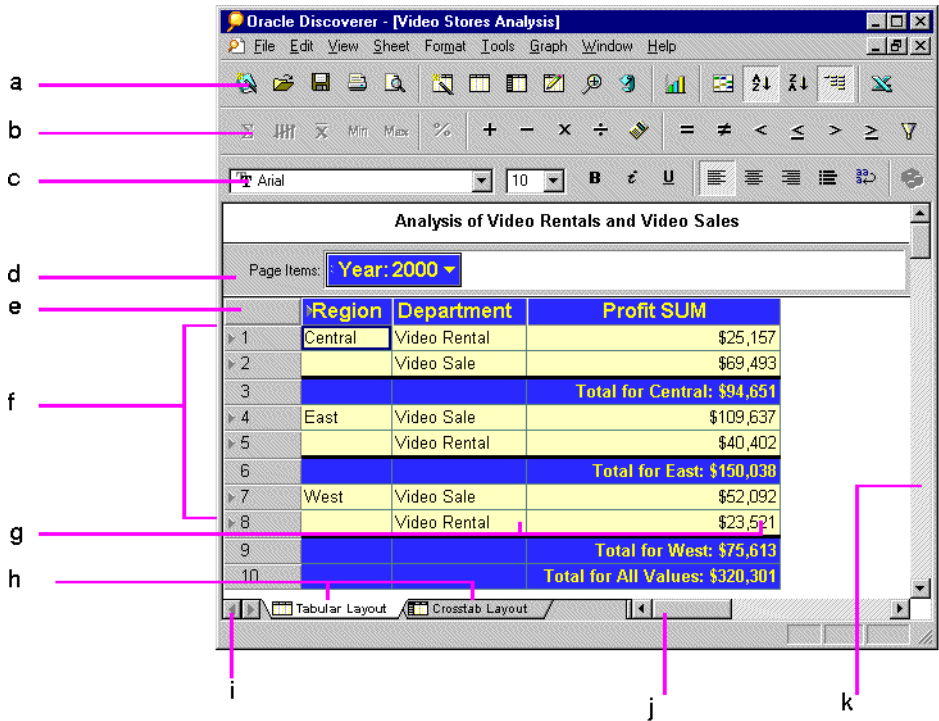 Oracle Discoverer - [Video Stores Analysis]
File Edit View Sheet Format Tools Graph Window Help
a
b
Σ X Min Max % + - x ÷ = ≠ < ≤ > ≥
c
Arial 10 B i U
Analysis of Video Rentals and Video Sales
d
Page Items: Year: 2000
e
Region Department Profit SUM
1 Central Video Rental $25,157
2 Video Sale $69,493
3 Total for Central: $94,651
f
4 East Video Sale $109,637
5 Video Rental $40,402
6 Total for East: $150,038
7 West Video Sale $52,092
8 Video Rental $23,521
g
9 Total for West: $75,613
10 Total for All Values: $320,301
h
Tabular Layout Crosstab Layout
i
j
k